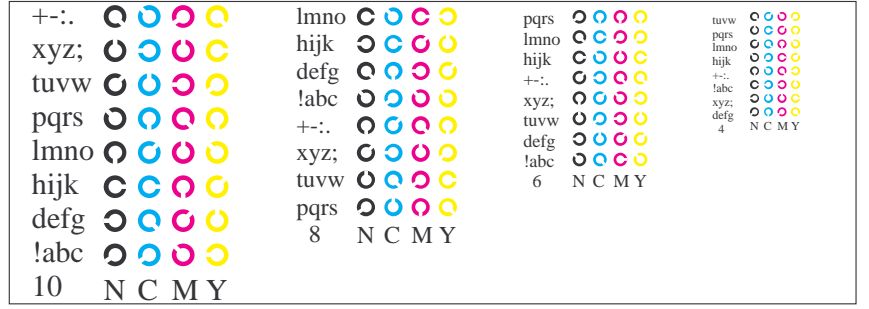 +-:.
xyz;
tuvw
pqrs
lmno
hijk
defg
!abc
10 N C M Y
lmno
hijk
defg
!abc
+-:.
xyz;
tuvw
pqrs
8 N C M Y
pqrs
lmno
hijk
+-:.
xyz;
tuvw
defg
!abc
6 N C M Y
tuvw
pqrs
lmno
hijk
+-:.
!abc
xyz;
defg
4 N C M Y